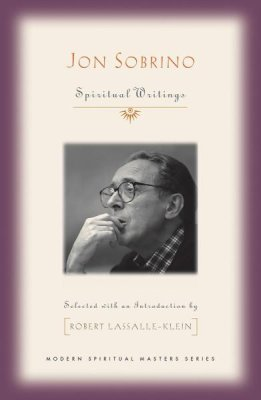 JON SOBRINO
Spiritual Writings
Selected with an Introduction by
[ROBERT LASSALLE-KLEIN]
MODERN SPIRITUAL MASTERS SERIES